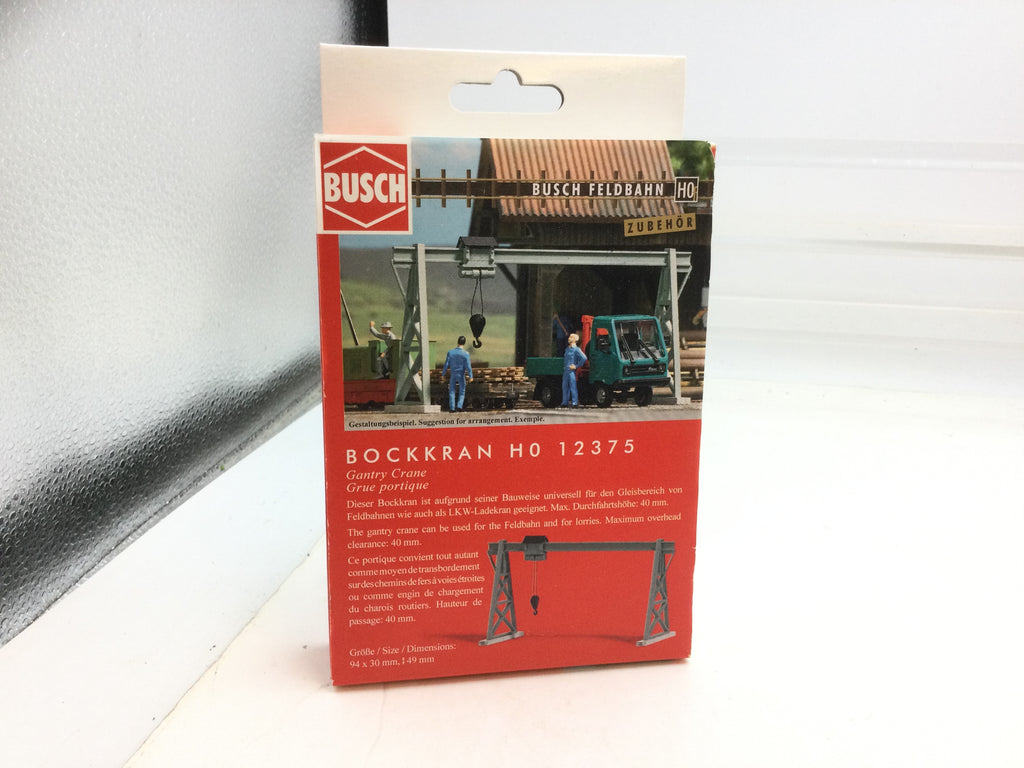 BUSCH
BUSCH FELDBAHN H0
ZUBEHÖR
Gestaltungsbeispiel. Suggestion for arrangement. Exemple.
BOCKKRAN H0 12375
Gantry Crane
Grue portique
Dieser Bockkran ist aufgrund seiner Bauweise universell für den Gleisbereich von
Feldbahnen wie auch als LKW-Ladekran geeignet. Max. Durchfahrtshöhe: 40 mm.
The gantry crane can be used for the Feldbahn and for lorries. Maximum overhead
clearance: 40 mm.
Ce portique convient tout autant
comme moyen de transbordement
sur des chemins de fers à voies étroites
ou comme engin de chargement
du charois routiers. Hauteur de
passage: 40 mm.
Größe / Size / Dimensions:
94 x 30 mm, ↕ 49 mm